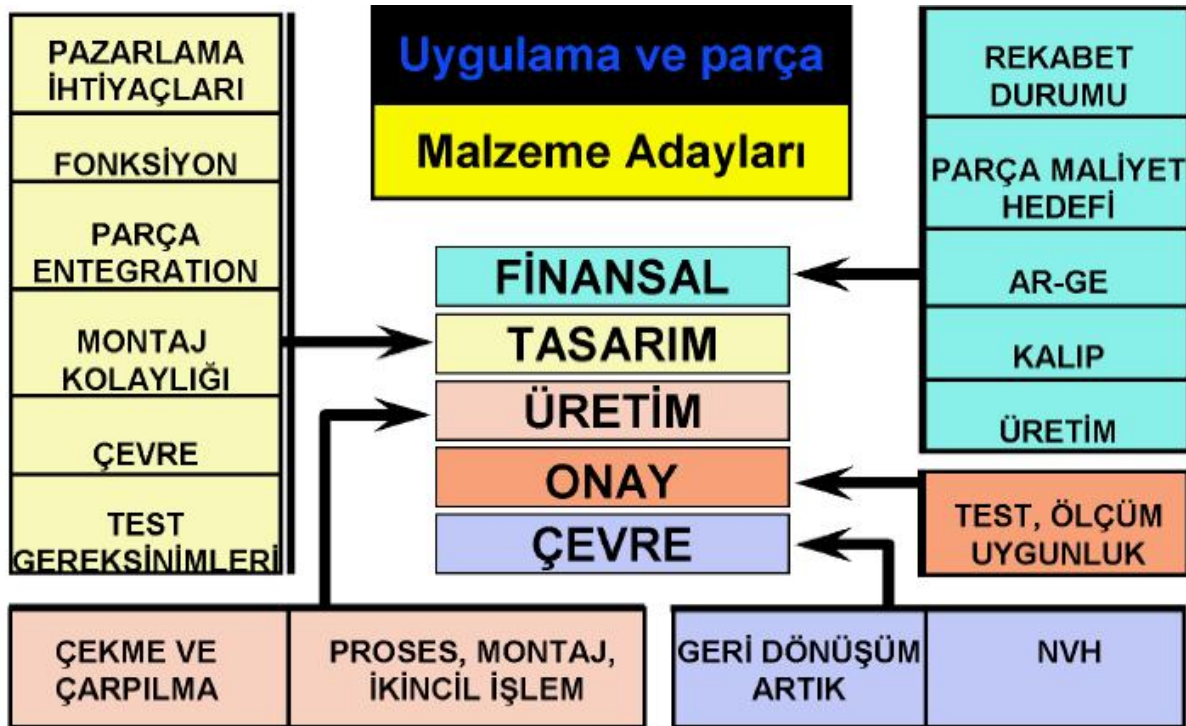 PAZARLAMA
İHTİYAÇLARI
FONKSİYON
PARÇA
ENTEGRATION
MONTAJ
KOLAYLIĞI
ÇEVRE
TEST
GEREKSİNİMLERİ
Uygulama ve parça
Malzeme Adayları
FİNANSAL
TASARIM
ÜRETİM
ONAY
ÇEVRE
REKABET
DURUMU
PARÇA MALİYET
HEDEFİ
AR-GE
KALIP
ÜRETİM
TEST, ÖLÇÜM
UYGUNLUK
ÇEKME VE
ÇARPILMA
PROSES, MONTAJ,
İKİNCİL İŞLEM
GERİ DÖNÜŞÜM
ARTIK
NVH